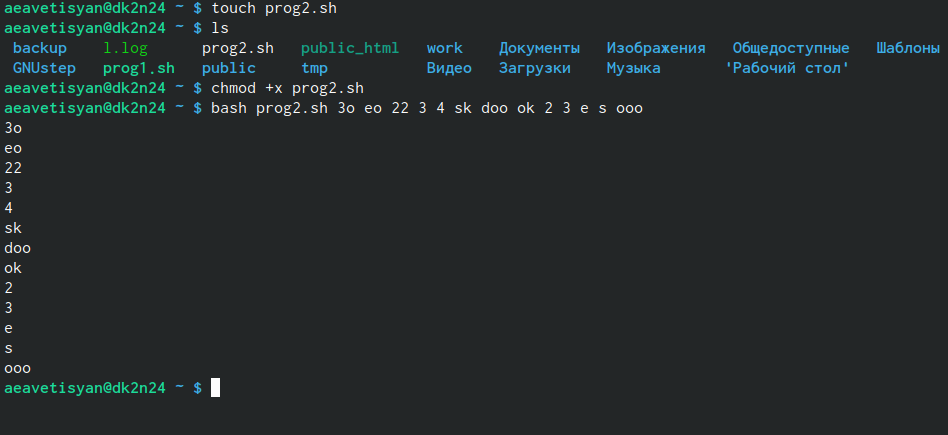 aeavetisyan@dk2n24 ~ $ touch prog2.sh
aeavetisyan@dk2n24 ~ $ ls
backup l.log prog2.sh public_html work Документы Изображения Общедоступные Шаблоны
GNUstep prog1.sh public tmp Видео Загрузки Музыка 'Рабочий стол'
aeavetisyan@dk2n24 ~ $ chmod +x prog2.sh
aeavetisyan@dk2n24 ~ $ bash prog2.sh 3o eo 22 3 4 sk doo ok 2 3 e s ooo
3o
eo
22
3
4
sk
doo
ok
2
3
e
s
ooo
aeavetisyan@dk2n24 ~ $